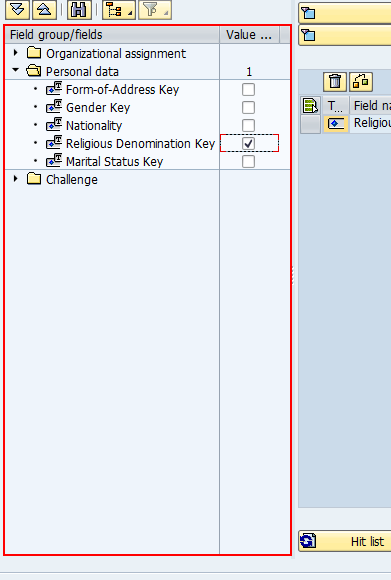 Field group/fields Value ...
Organizational assignment
Personal data 1
Form-of-Address Key
Gender Key
Nationality
Religious Denomination Key
Marital Status Key
Challenge
T... Field na
Religiou
Hit list